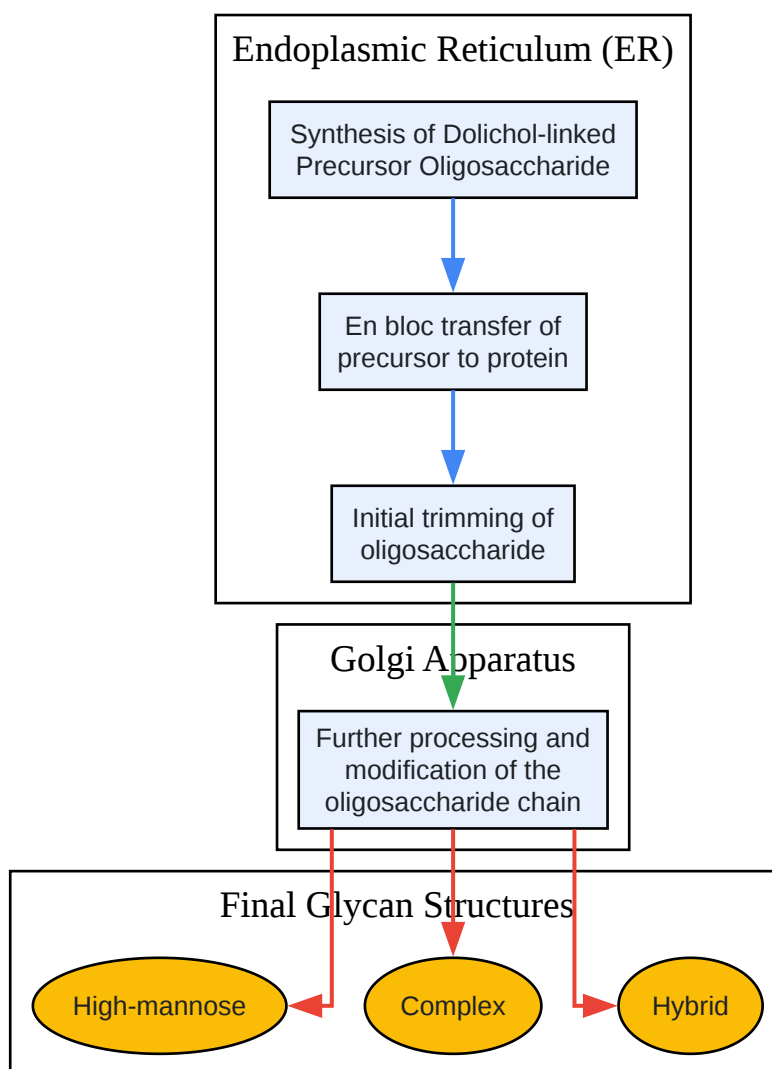 Endoplasmic Reticulum (ER)
Synthesis of Dolichol-linked
Precursor Oligosaccharide
En bloc transfer of
precursor to protein
Initial trimming of
oligosaccharide
Golgi Apparatus
Further processing and
modification of the
oligosaccharide chain
Final Glycan Structures
High-mannose
Complex
Hybrid